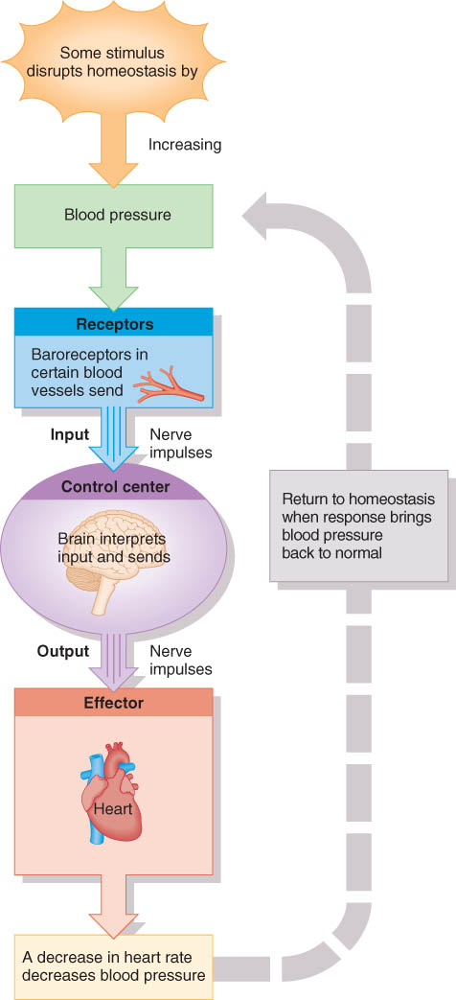 Some stimulus
disrupts homeostasis by
Increasing
Blood pressure
Receptors
Baroreceptors in
certain blood
vessels send
Input
Nerve
impulses
Control center
Brain interprets
input and sends
Output
Nerve
impulses
Effector
Heart
A decrease in heart rate
decreases blood pressure
Return to homeostasis
when response brings
blood pressure
back to normal